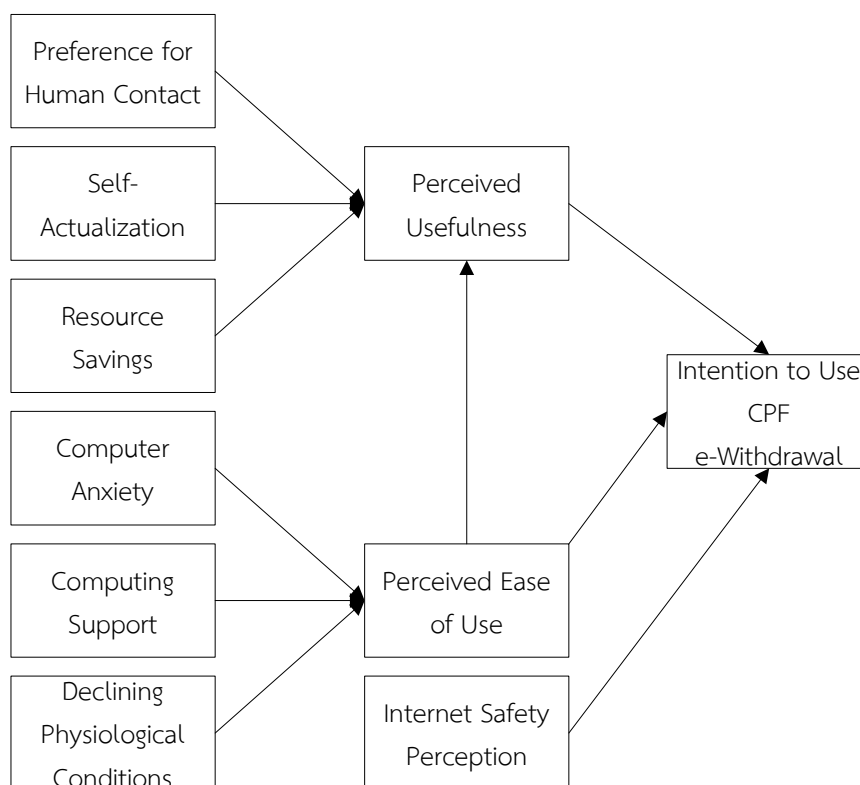 Preference for
Human Contact
Self-
Actualization
Resource
Savings
Computer
Anxiety
Computing
Support
Declining
Physiological
Conditions
Perceived
Usefulness
Perceived Ease
of Use
Internet Safety
Perception
Intention to Use
CPF
e-Withdrawal